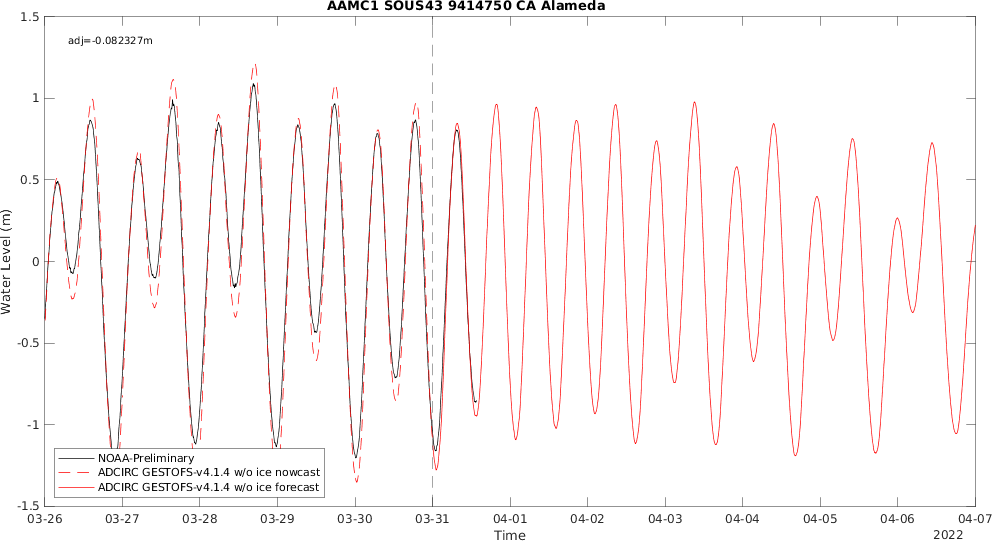 AAMC1 SOUS43 9414750 CA Alameda
adj=-0.082327m
1.5
1
0.5
0
-0.5
-1
-1.5
Water Level (m)
NOAA-Preliminary
ADCIRC GESTOFS-v4.1.4 w/o ice nowcast
ADCIRC GESTOFS-v4.1.4 w/o ice forecast
03-26 03-27 03-28 03-29 03-30 03-31 04-01 04-02 04-03 04-04 04-05 04-06 04-07
Time
2022